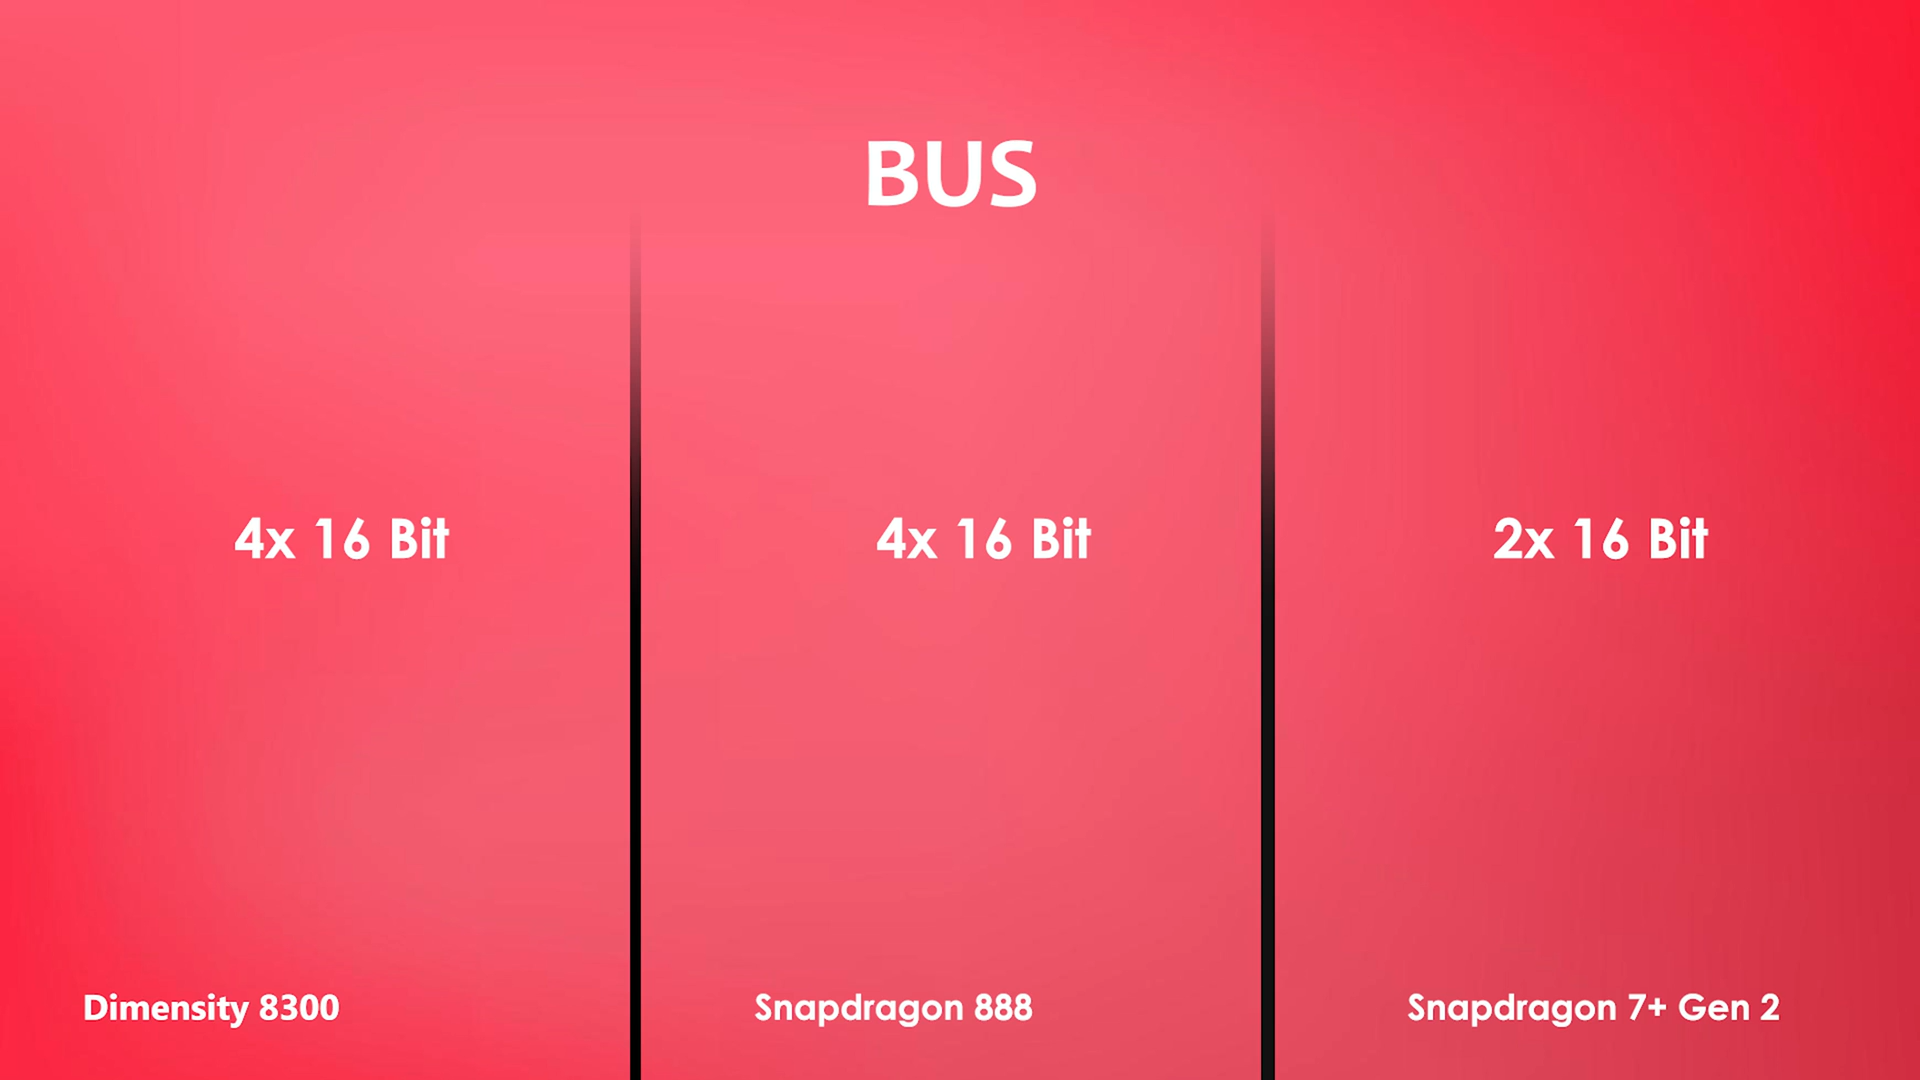 BUS
4x 16 Bit
4x 16 Bit
2x 16 Bit
Dimensity 8300
Snapdragon 888
Snapdragon 7+ Gen 2